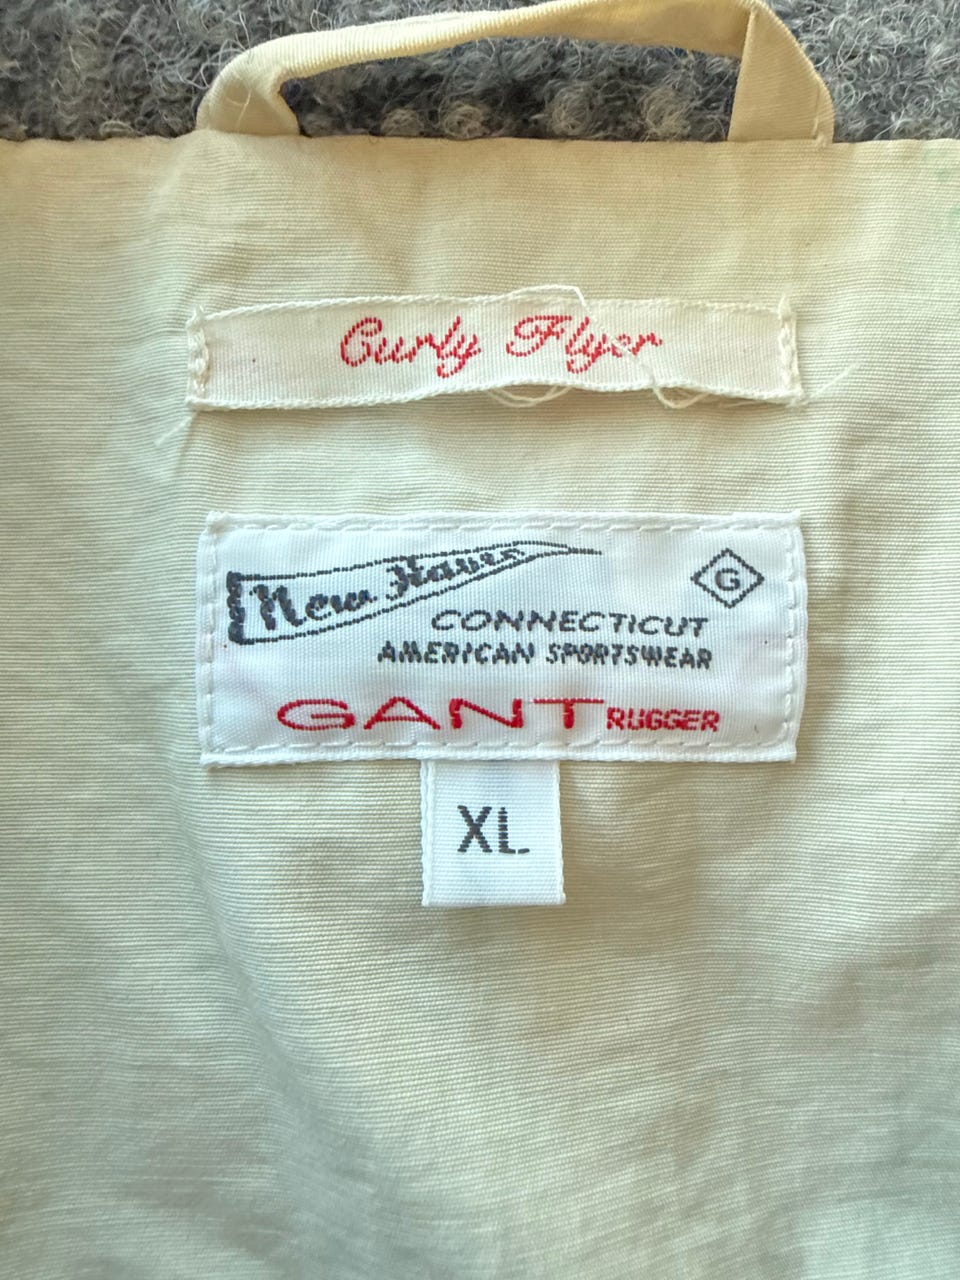 Curly Flyer
New Haven
G
CONNECTICUT
AMERICAN SPORTSWEAR
GANT RUGGER
XL